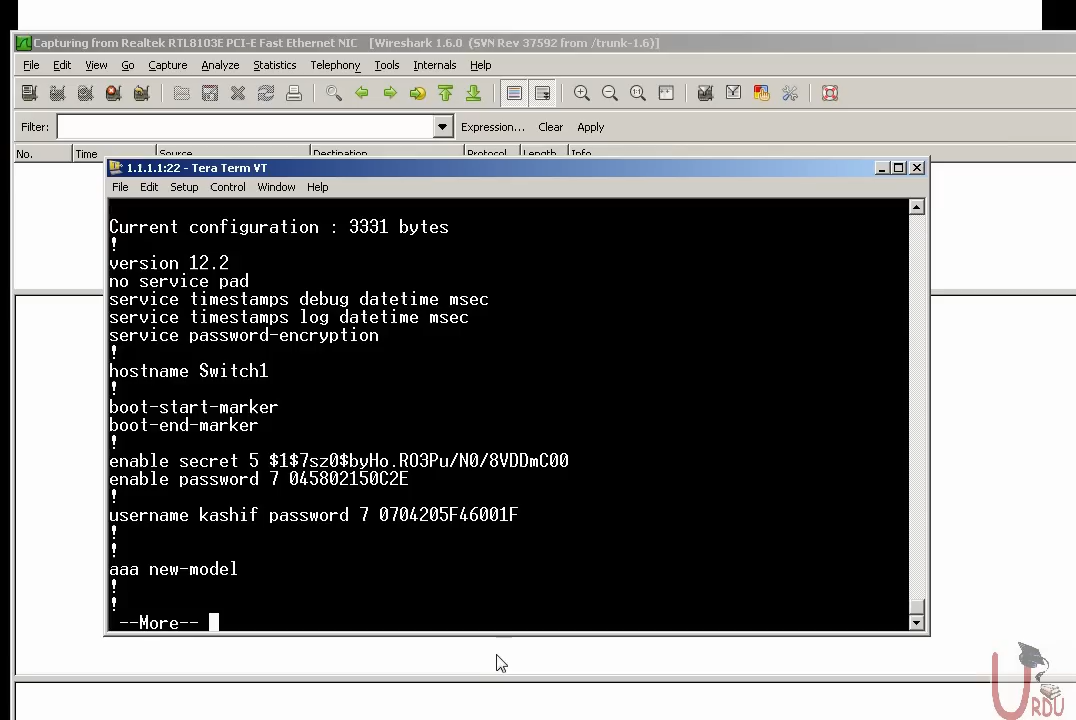 Capturing from Realtek RTL8103E PCI-E Fast Ethernet NIC [Wireshark 1.6.0 (SVN Rev 37592 from /trunk-1.6)]
File Edit View Go Capture Analyze Statistics Telephony Tools Internals Help
Filter: Expression... Clear Apply
No. Time Source Destination Protocol Length Info
1.1.1.1:22 - Tera Term VT
File Edit Setup Control Window Help
Current configuration : 3331 bytes
!
version 12.2
no service pad
service timestamps debug datetime msec
service timestamps log datetime msec
service password-encryption
!
hostname Switch1
!
boot-start-marker
boot-end-marker
!
enable secret 5 $1$7sz0$byHo.RO3Pu/N0/8VDDmC00
enable password 7 045802150C2E
!
username kashif password 7 0704205F46001F
!
!
aaa new-model
!
!
--More--
URDU